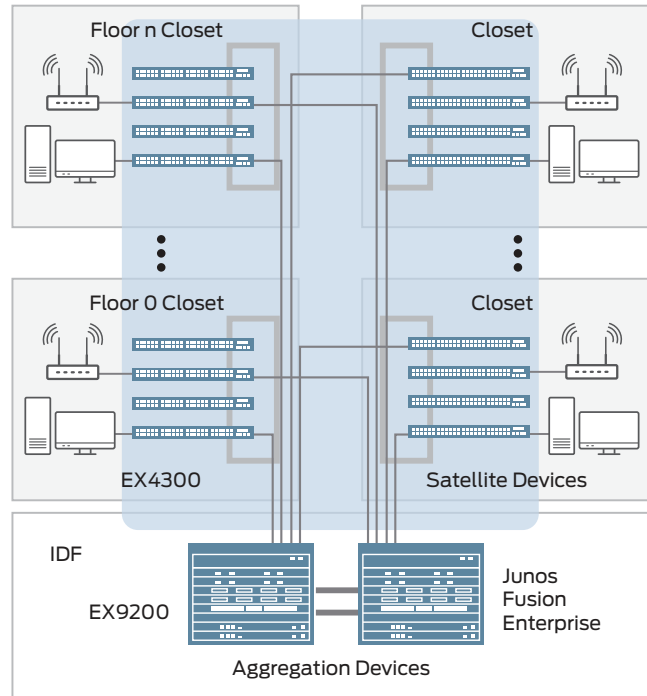 Floor n Closet
Closet
Floor 0 Closet
Closet
EX4300
Satellite Devices
IDF
EX9200
Junos
Fusion
Enterprise
Aggregation Devices